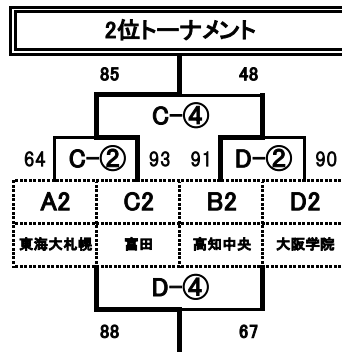 2位トーナメント
85 48
C-④
64 C-② 93 91 D-② 90
A2 C2 B2 D2
東海大札幌 富田 高知中央 大阪学院
D-④
88 67